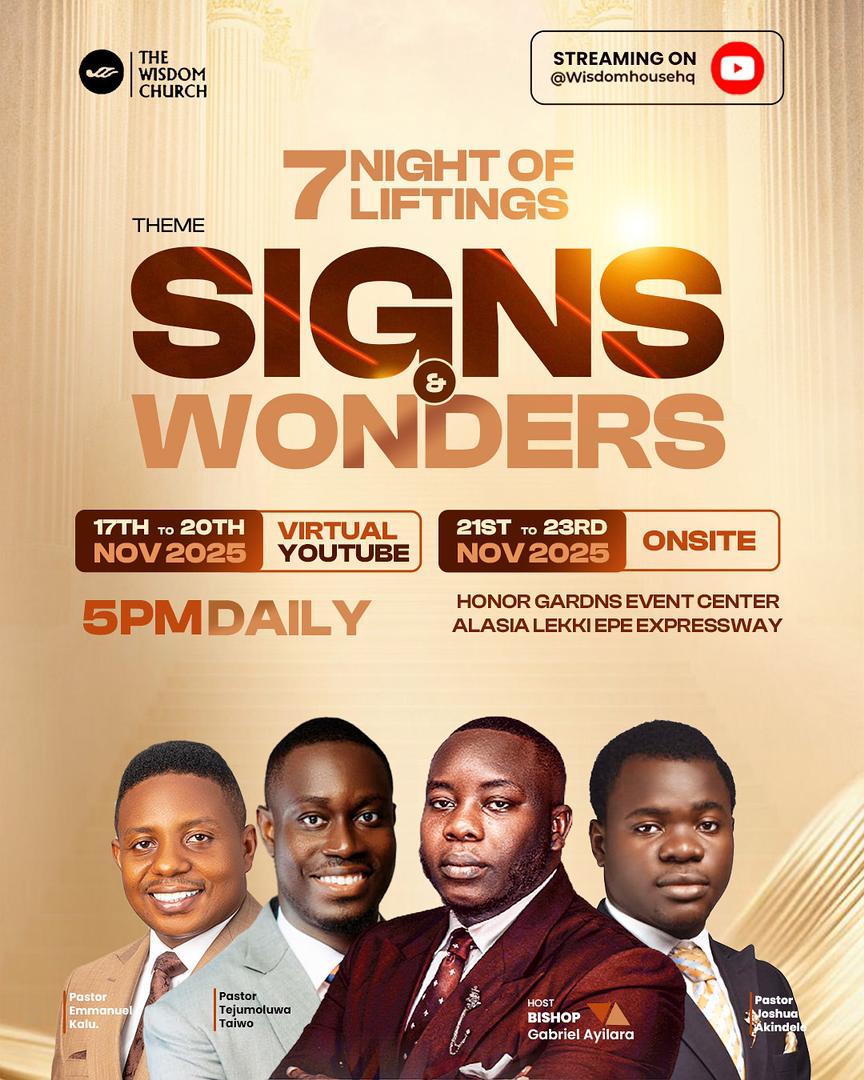 THE
WISDOM
CHURCH
STREAMING ON
@Wisdomhousehq
7 NIGHT OF
LIFTINGS
THEME
SIGNS
&
WONDERS
17TH TO 20TH
NOV 2025
VIRTUAL
YOUTUBE
21ST TO 23RD
NOV 2025
ONSITE
5PM DAILY
HONOR GARDNS EVENT CENTER
ALASIA LEKKI EPE EXPRESSWAY
Pastor
Emmanuel
Kalu.
Pastor
Tejumoluwa
Taiwo
HOST
BISHOP
Gabriel Ayilara
Pastor
Joshua
Akindele